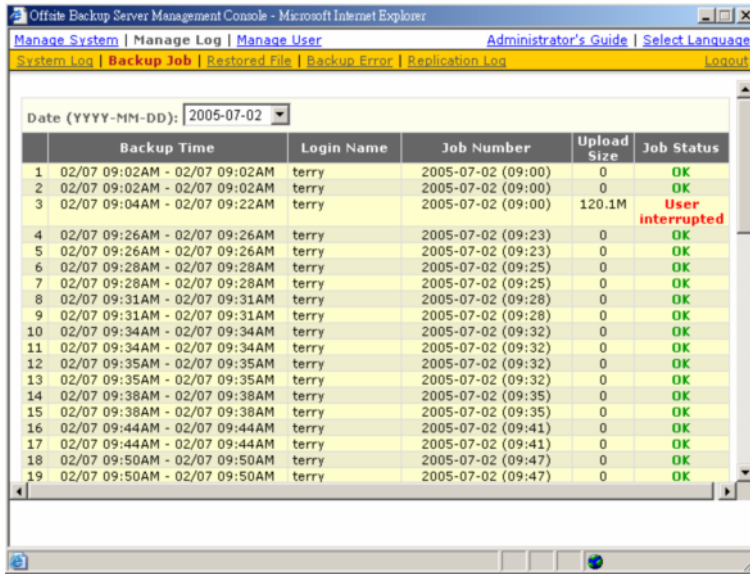 Offsite Backup Server Management Console - Microsoft Internet Explorer
Manage System | Manage Log | Manage User Administrator's Guide | Select Language
System Log | Backup Job | Restored File | Backup Error | Replication Log Logout
Date (YYYY-MM-DD): 2005-07-02
Backup Time Login Name Job Number Upload Size Job Status
1 02/07 09:02AM - 02/07 09:02AM terry 2005-07-02 (09:00) 0 OK
2 02/07 09:02AM - 02/07 09:02AM terry 2005-07-02 (09:00) 0 OK
3 02/07 09:04AM - 02/07 09:22AM terry 2005-07-02 (09:00) 120.1M User interrupted
4 02/07 09:26AM - 02/07 09:26AM terry 2005-07-02 (09:23) 0 OK
5 02/07 09:26AM - 02/07 09:26AM terry 2005-07-02 (09:23) 0 OK
6 02/07 09:28AM - 02/07 09:28AM terry 2005-07-02 (09:25) 0 OK
7 02/07 09:28AM - 02/07 09:28AM terry 2005-07-02 (09:25) 0 OK
8 02/07 09:31AM - 02/07 09:31AM terry 2005-07-02 (09:28) 0 OK
9 02/07 09:31AM - 02/07 09:31AM terry 2005-07-02 (09:28) 0 OK
10 02/07 09:34AM - 02/07 09:34AM terry 2005-07-02 (09:32) 0 OK
11 02/07 09:34AM - 02/07 09:34AM terry 2005-07-02 (09:32) 0 OK
12 02/07 09:35AM - 02/07 09:35AM terry 2005-07-02 (09:32) 0 OK
13 02/07 09:35AM - 02/07 09:35AM terry 2005-07-02 (09:32) 0 OK
14 02/07 09:38AM - 02/07 09:38AM terry 2005-07-02 (09:35) 0 OK
15 02/07 09:38AM - 02/07 09:38AM terry 2005-07-02 (09:35) 0 OK
16 02/07 09:44AM - 02/07 09:44AM terry 2005-07-02 (09:41) 0 OK
17 02/07 09:44AM - 02/07 09:44AM terry 2005-07-02 (09:41) 0 OK
18 02/07 09:50AM - 02/07 09:50AM terry 2005-07-02 (09:47) 0 OK
19 02/07 09:50AM - 02/07 09:50AM terry 2005-07-02 (09:47) 0 OK